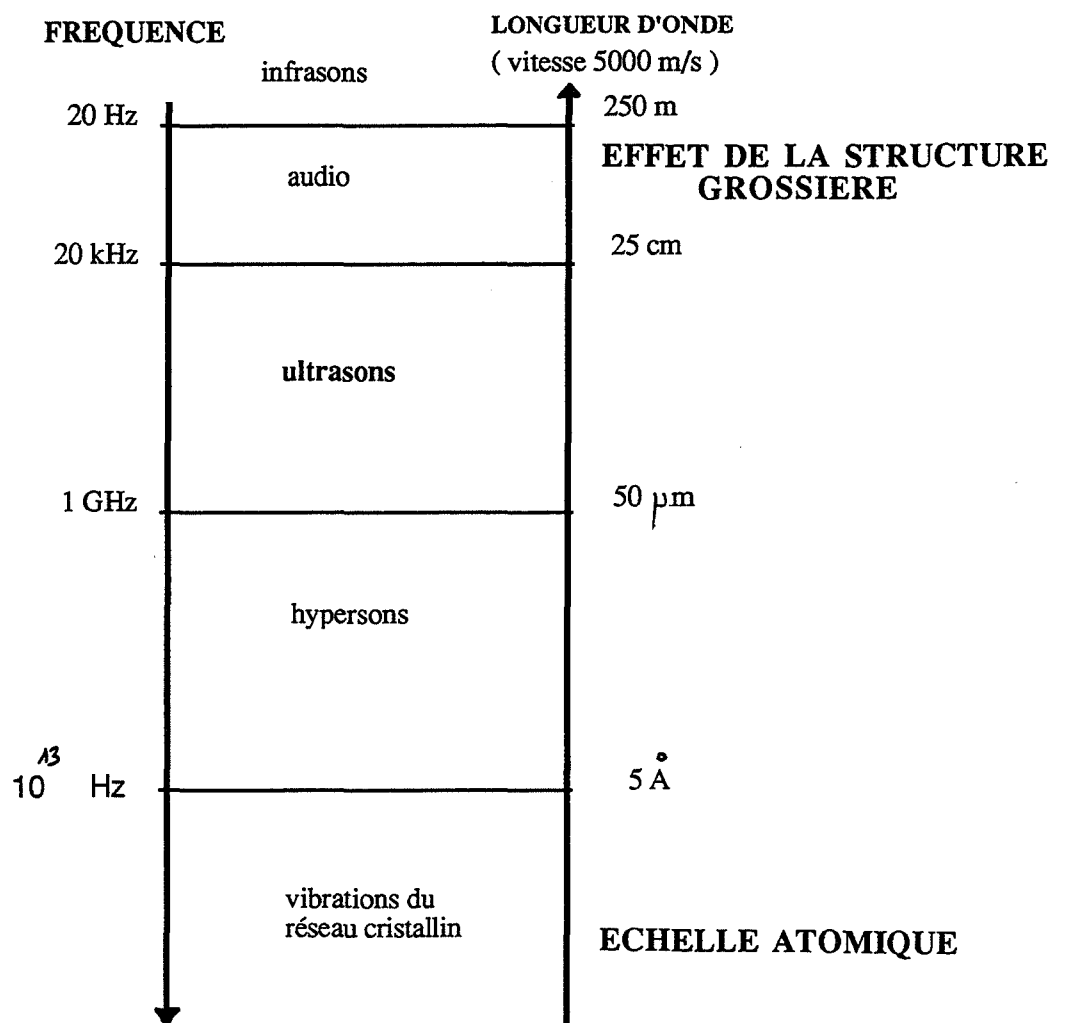 FREQUENCE
LONGUEUR D'ONDE
( vitesse 5000 m/s )
infrasons
20 Hz
250 m
EFFET DE LA STRUCTURE
GROSSIERE
audio
20 kHz
25 cm
ultrasons
1 GHz
50 µm
hypersons
10¹³ Hz
5 Å
vibrations du
réseau cristallin
ECHELLE ATOMIQUE